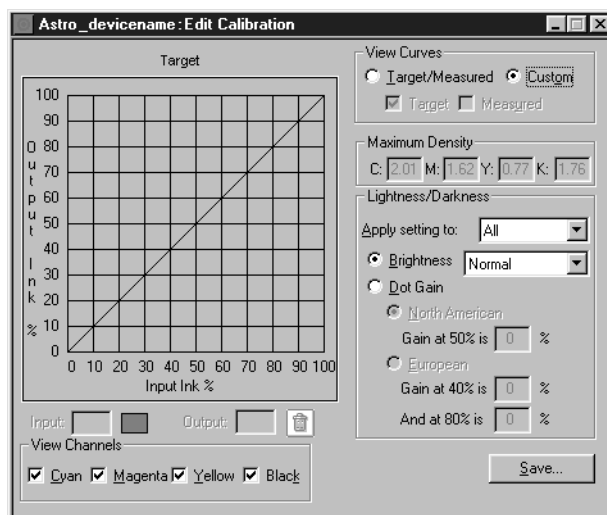 Astro_devicename:Edit Calibration
Target
100
90
80
70
60
50
40
30
20
10
0
Output Ink %
0 10 20 30 40 50 60 70 80 90 100
Input Ink %
Input: Output:
View Channels
Cyan Magenta Yellow Black
View Curves
Target/Measured Custom
Target Measured
Maximum Density
C: 2.01 M: 1.62 Y: 0.77 K: 1.76
Lightness/Darkness
Apply setting to: All
Brightness Normal
Dot Gain
North American
Gain at 50% is 0 %
European
Gain at 40% is 0 %
And at 80% is 0 %
Save...